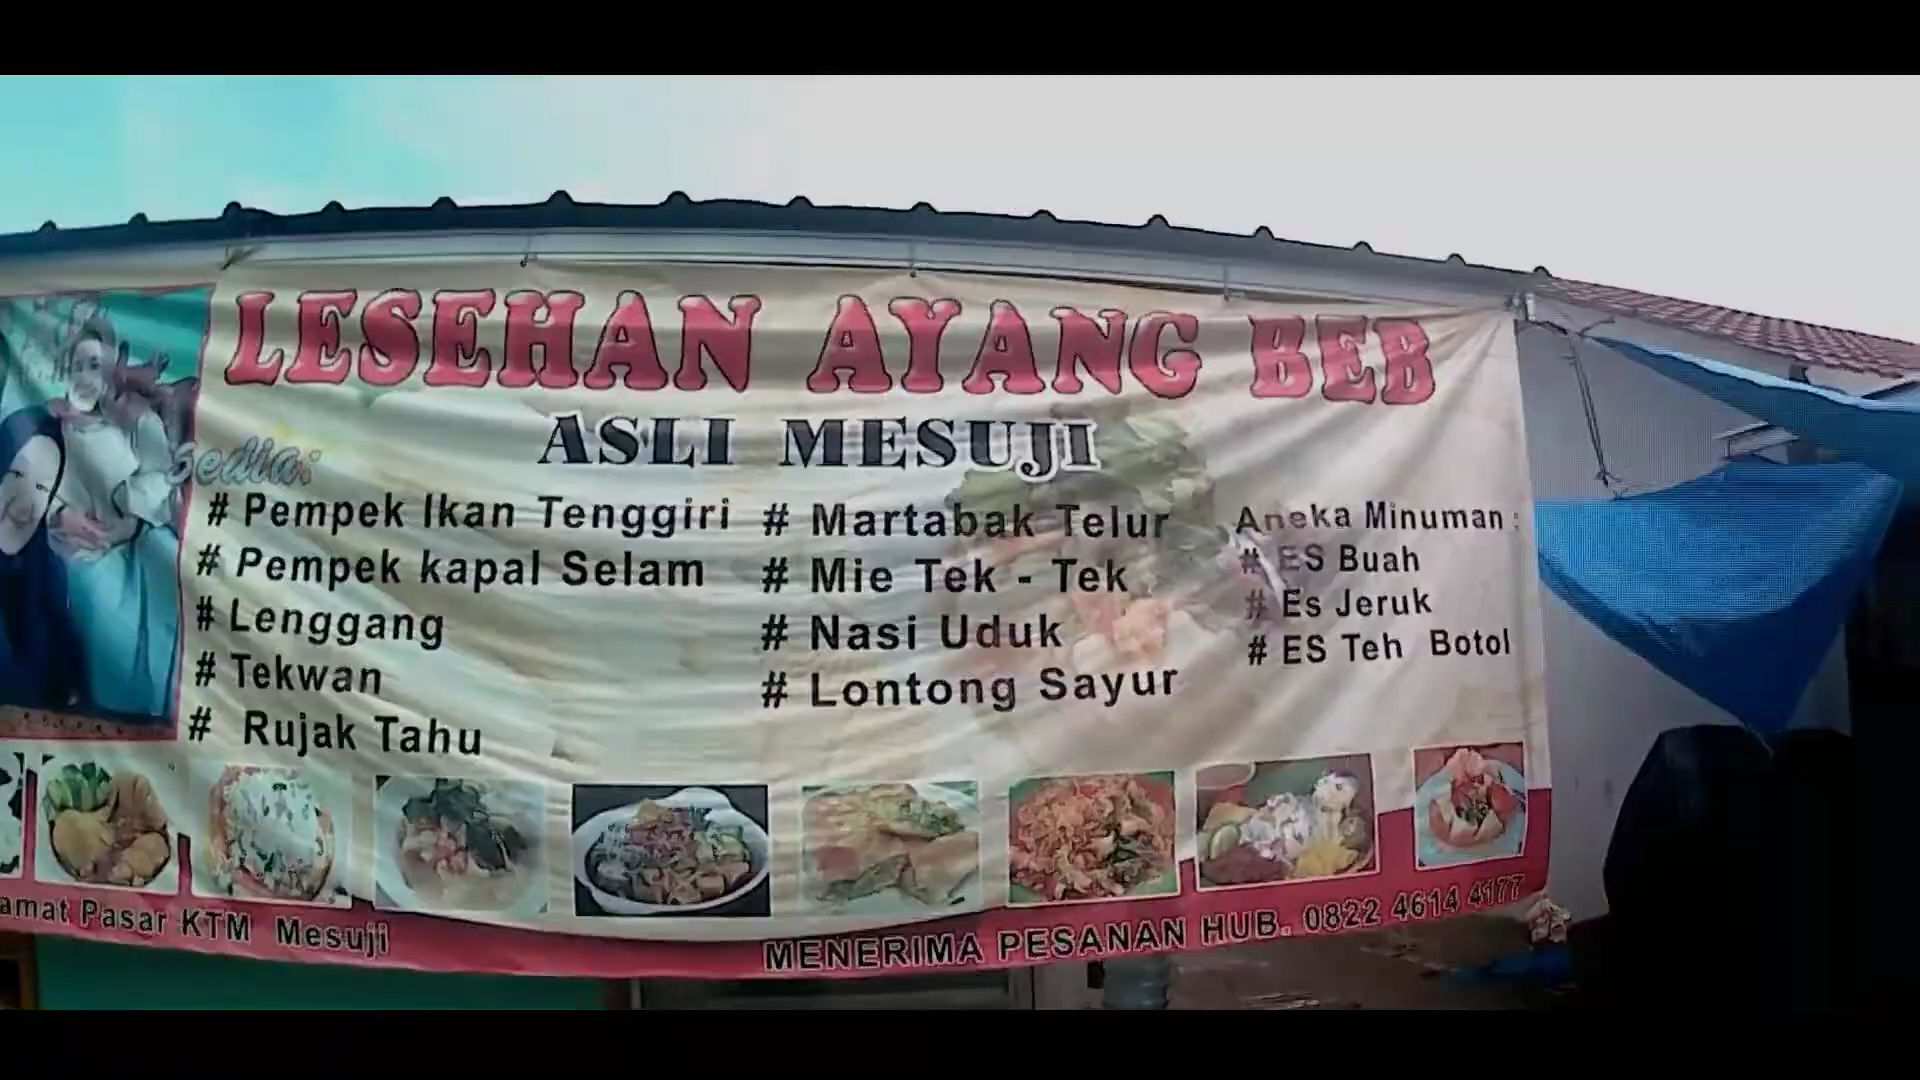 LESEHAN AYANG BEB
ASLI MESUJI
Sedia:
# Pempek Ikan Tenggiri
# Pempek kapal Selam
# Lenggang
# Tekwan
# Rujak Tahu
# Martabak Telur
# Mie Tek - Tek
# Nasi Uduk
# Lontong Sayur
Aneka Minuman :
# ES Buah
# Es Jeruk
# ES Teh Botol
amat Pasar KTM Mesuji
MENERIMA PESANAN HUB. 0822 4614 4177